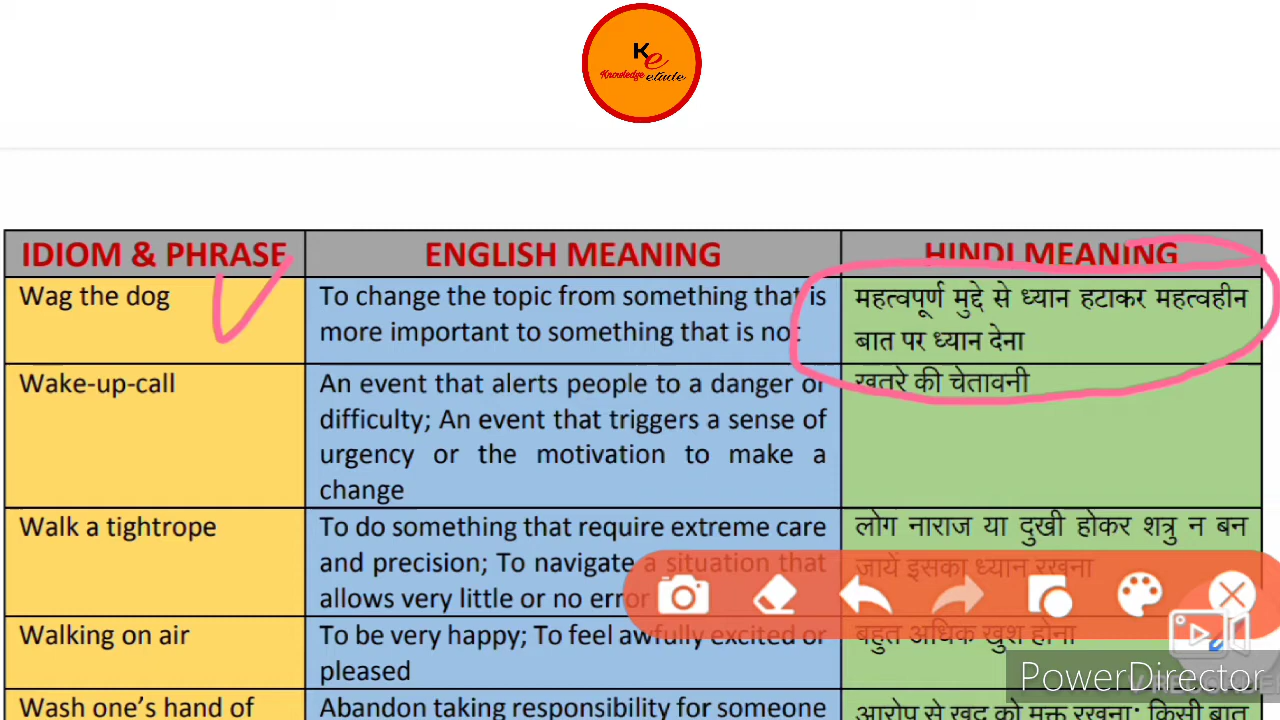 Ke
Knowledge etude
IDIOM & PHRASE ENGLISH MEANING HINDI MEANING
Wag the dog
To change the topic from something that is
more important to something that is not
महत्वपूर्ण मुद्दे से ध्यान हटाकर महत्वहीन
बात पर ध्यान देना
Wake-up-call
An event that alerts people to a danger or
difficulty; An event that triggers a sense of
urgency or the motivation to make a
change
खतरे की चेतावनी
Walk a tightrope
To do something that require extreme care
and precision; To navigate a situation that
allows very little or no error
लोग नाराज या दुखी होकर शत्रु न बन
जायें इसका ध्यान रखना
Walking on air
To be very happy; To feel awfully excited or
pleased
बहुत अधिक खुश होना
Wash one's hand of
Abandon taking responsibility for someone
आरोप से खुद को मुक्त रखना; किसी बात
PowerDirector